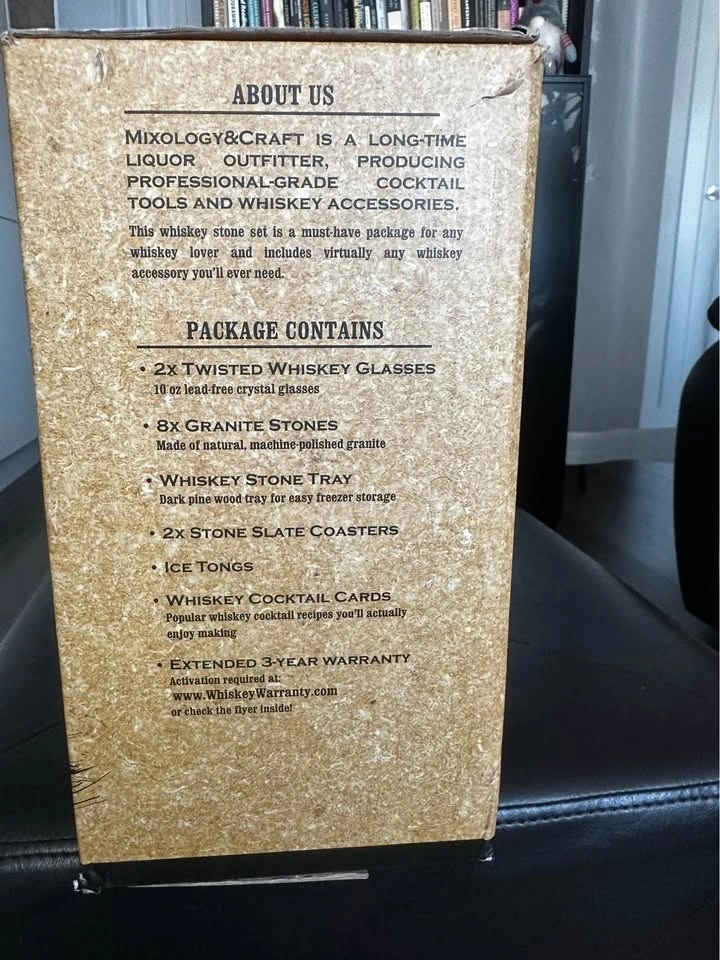 ABOUT US
MIXOLOGY&CRAFT IS A LONG-TIME
LIQUOR OUTFITTER, PRODUCING
PROFESSIONAL-GRADE COCKTAIL
TOOLS AND WHISKEY ACCESSORIES.
This whiskey stone set is a must-have package for any
whiskey lover and includes virtually any whiskey
accessory you'll ever need.
PACKAGE CONTAINS
• 2X TWISTED WHISKEY GLASSES
10 oz lead-free crystal glasses
• 8X GRANITE STONES
Made of natural, machine-polished granite
• WHISKEY STONE TRAY
Dark pine wood tray for easy freezer storage
• 2X STONE SLATE COASTERS
• ICE TONGS
• WHISKEY COCKTAIL CARDS
Popular whiskey cocktail recipes you'll actually
enjoy making
• EXTENDED 3-YEAR WARRANTY
Activation required at:
www.WhiskeyWarranty.com
or check the flyer inside!